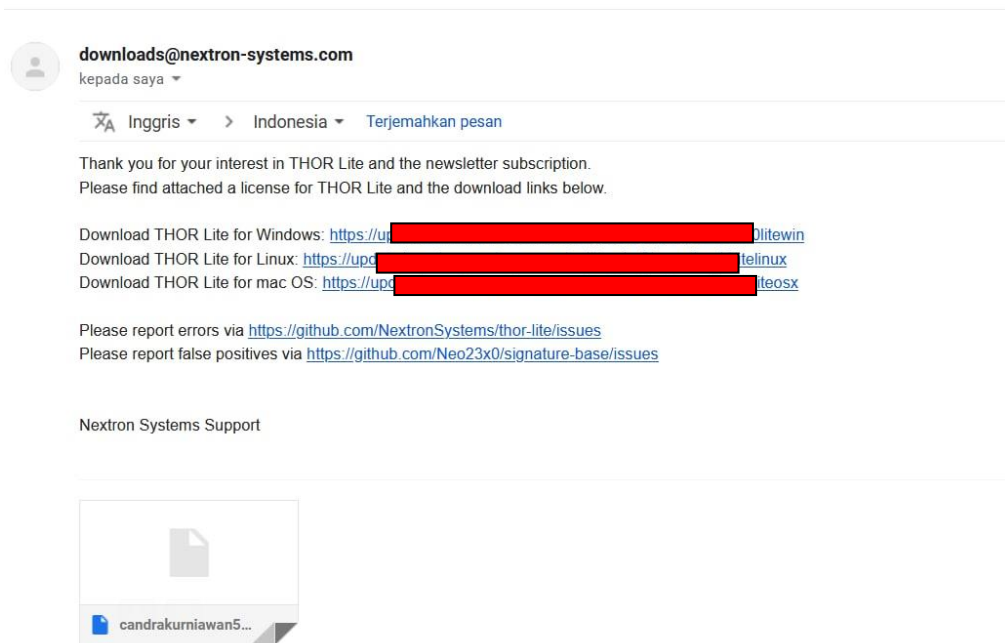 downloads@nextron-systems.com
kepada saya
Inggris > Indonesia Terjemahkan pesan
Thank you for your interest in THOR Lite and the newsletter subscription.
Please find attached a license for THOR Lite and the download links below.
Download THOR Lite for Windows: https://up 0litewin
Download THOR Lite for Linux: https://upd telinux
Download THOR Lite for mac OS: https://upd iteosx
Please report errors via https://github.com/NextronSystems/thor-lite/issues
Please report false positives via https://github.com/Neo23x0/signature-base/issues
Nextron Systems Support
candrakurniawan5...